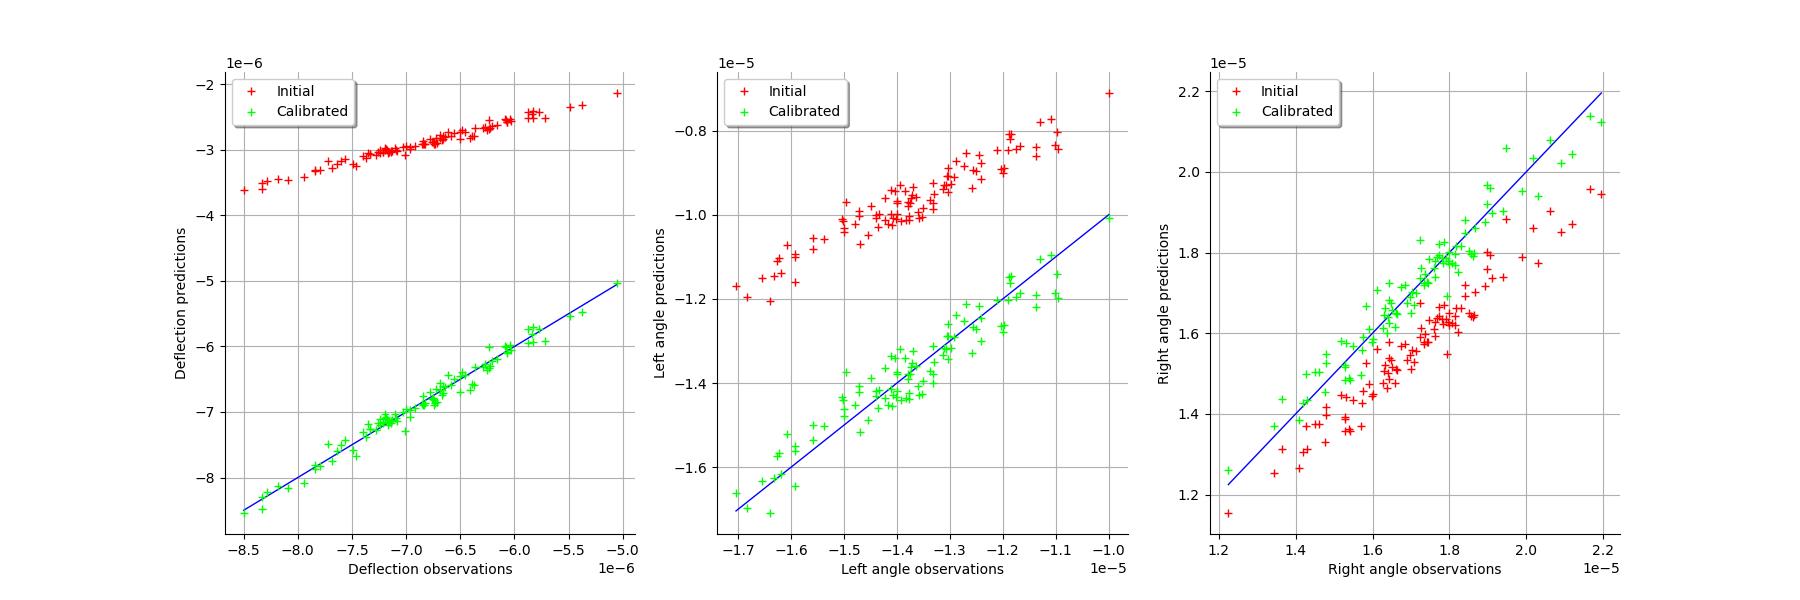 1e−6
Initial
Calibrated
−2
−3
−4
−5
−6
−7
−8
Deflection predictions
−8.5 −8.0 −7.5 −7.0 −6.5 −6.0 −5.5 −5.0
Deflection observations
1e−6
1e−5
Initial
Calibrated
−0.8
−1.0
−1.2
−1.4
−1.6
Left angle predictions
−1.7 −1.6 −1.5 −1.4 −1.3 −1.2 −1.1 −1.0
Left angle observations
1e−5
1e−5
Initial
Calibrated
2.2
2.0
1.8
1.6
1.4
1.2
Right angle predictions
1.2 1.4 1.6 1.8 2.0 2.2
Right angle observations
1e−5